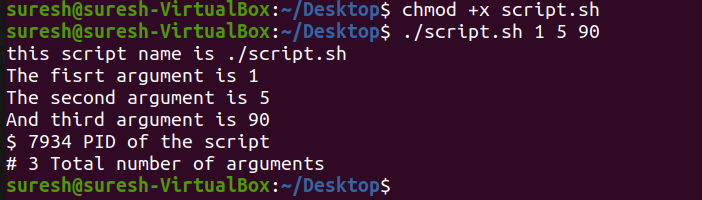 suresh@suresh-VirtualBox:~/Desktop$ chmod +x script.sh
suresh@suresh-VirtualBox:~/Desktop$ ./script.sh 1 5 90
this script name is ./script.sh
The fisrt argument is 1
The second argument is 5
And third argument is 90
$ 7934 PID of the script
# 3 Total number of arguments
suresh@suresh-VirtualBox:~/Desktop$